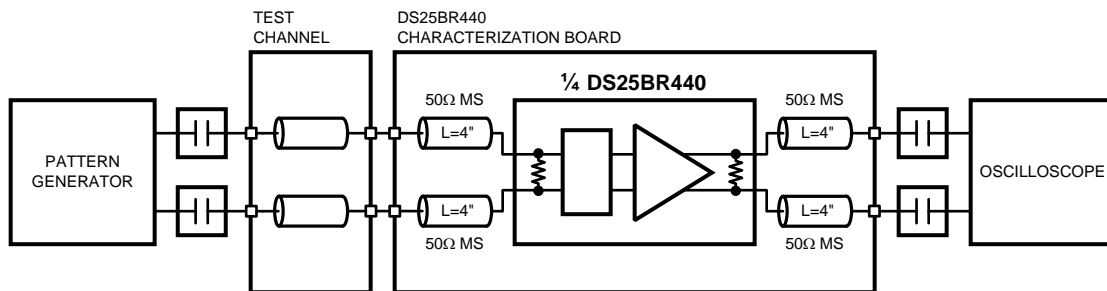 TEST
CHANNEL
DS25BR440
CHARACTERIZATION BOARD
¼ DS25BR440
50Ω MS
50Ω MS
L=4"
L=4"
PATTERN
GENERATOR
OSCILLOSCOPE
L=4"
L=4"
50Ω MS
50Ω MS